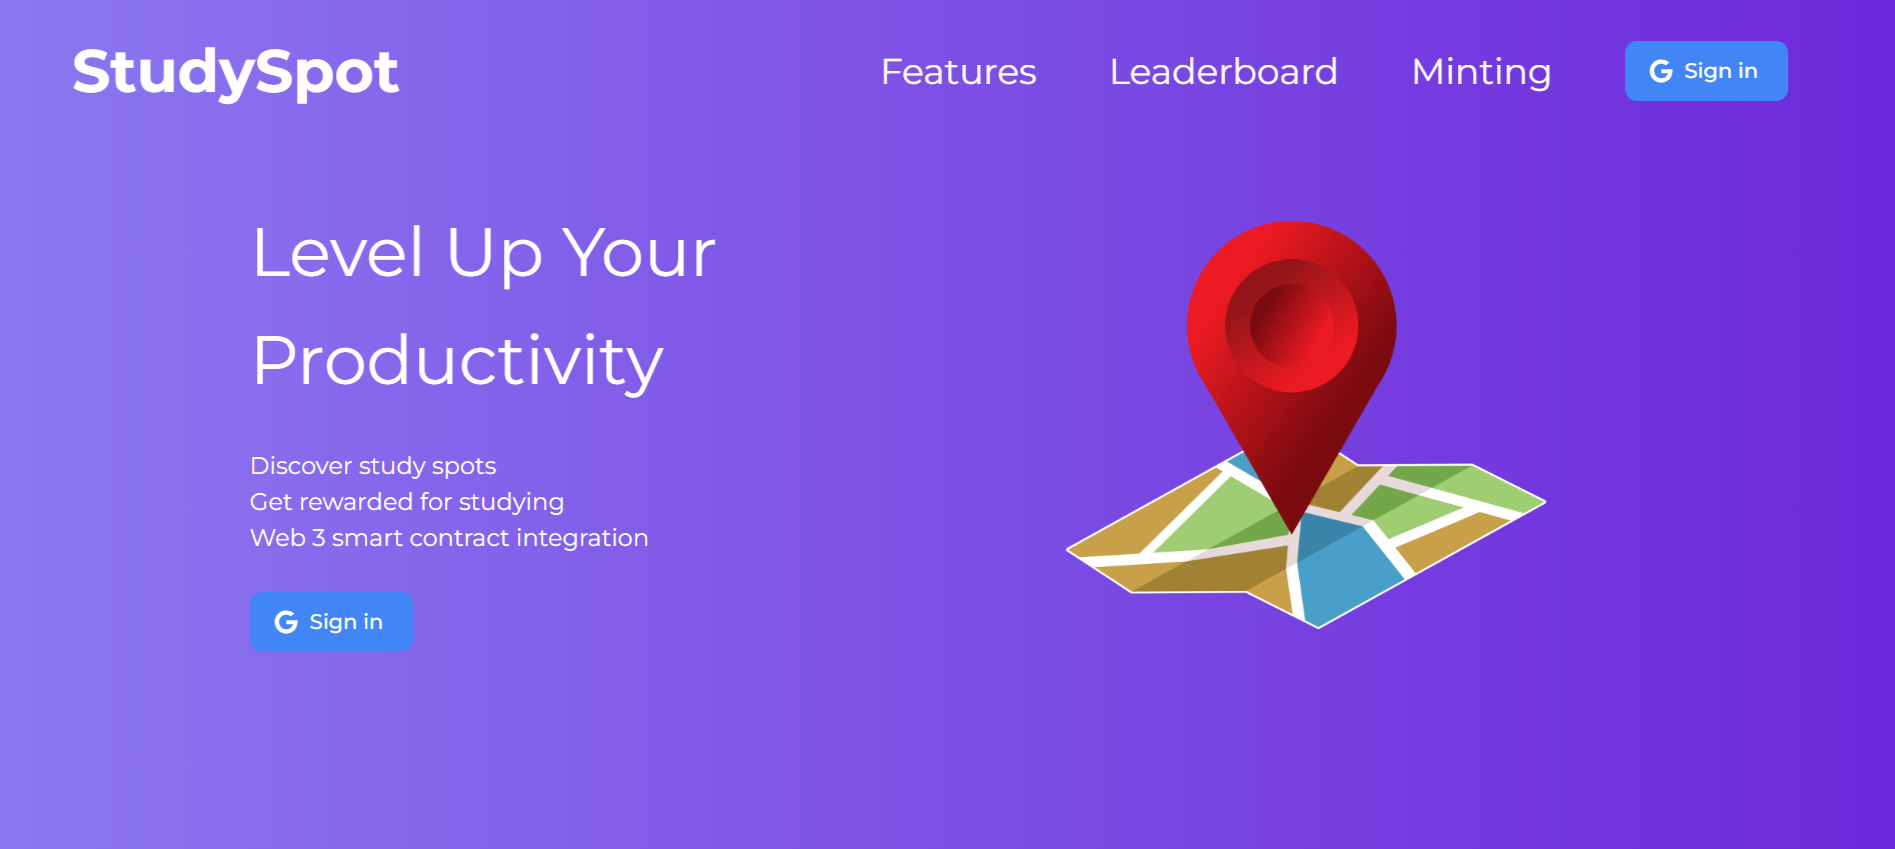 StudySpot
Features
Leaderboard
Minting
Sign in
Level Up Your
Productivity
Discover study spots
Get rewarded for studying
Web 3 smart contract integration
Sign in